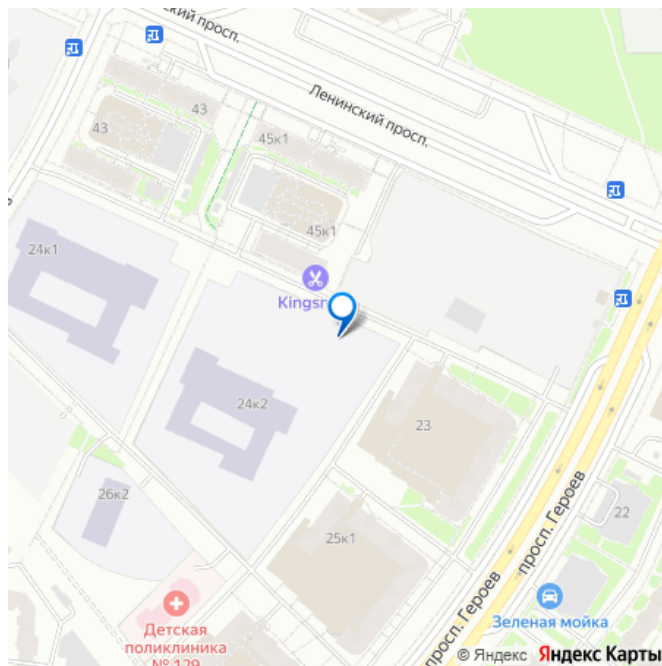 ский просп.
Ленинский просп.
43
43
45к1
45к1
24к1
Kings
24к2
23
26к2
22
25к1
просп. Героев
просп. Героев
Зеленая мойка
Детская
поликлиника
№ 129
© Яндекс Яндекс Карты